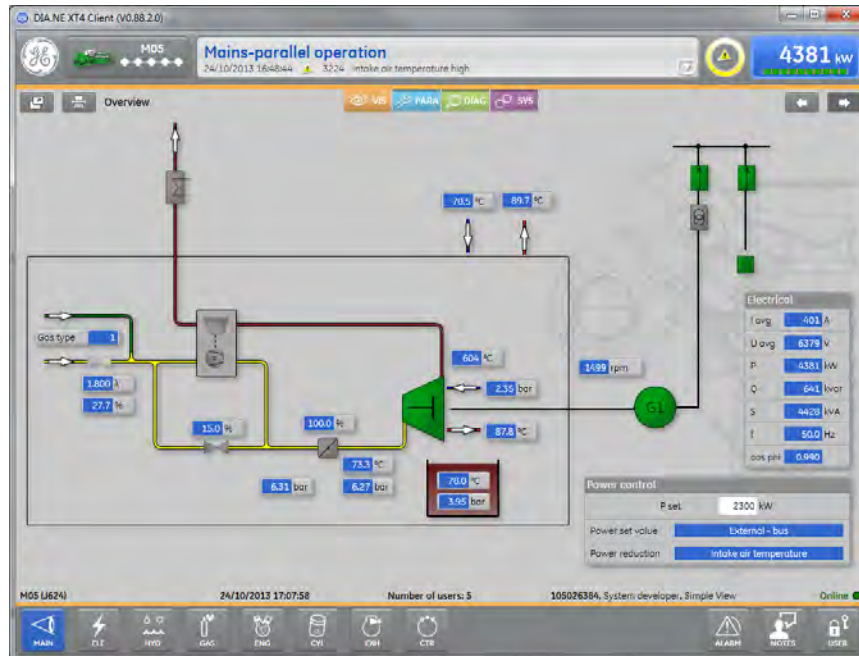 DIA.NE XT4 Client (V0.88.2.0)
M05
Mains-parallel operation
24/10/2013 16:48:44 3224 Intake air temperature high
4381 kW
Overview
VIS PARA DIAG SYS
70.5 °C 89.7 °C
Gas type 1
604 °C
1499 rpm
2.35 bar
1.800 λ
27.7 %
15.0 %
100.0 %
87.8 °C
G1
73.3 °C
6.31 bar
6.27 bar
78.0 °C
3.95 bar
Electrical
I avg 401 A
U avg 6379 V
P 4381 kW
Q 641 kvar
S 4428 kVA
f 50.0 Hz
cos phi 0.990
Power control
P set 2300 kW
Power set value External - bus
Power reduction Intake air temperature
M05 (J624) 24/10/2013 17:07:58 Number of users: 5 105026384, System developer, Simple View Online
MAIN ELE HYD GAS ENG CYL EXH CTR ALARM NOTES USER